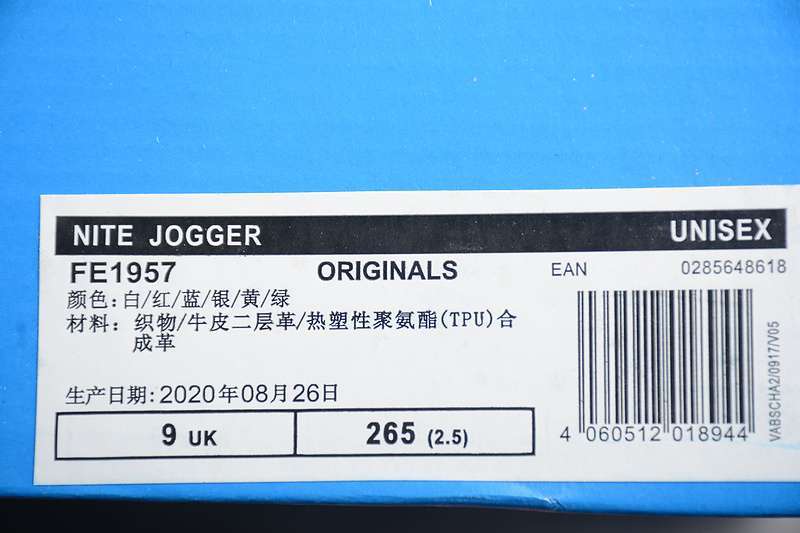 NITE JOGGER UNISEX
FE1957 ORIGINALS EAN 0285648618
颜色:白/红/蓝/银/黄/绿
材料: 织物/牛皮二层革/热塑性聚氨酯(TPU)合
成革
生产日期:2020年08月26日
9 UK 265 (2.5)
4 060512 018944
VABSCHA2/0917/V05